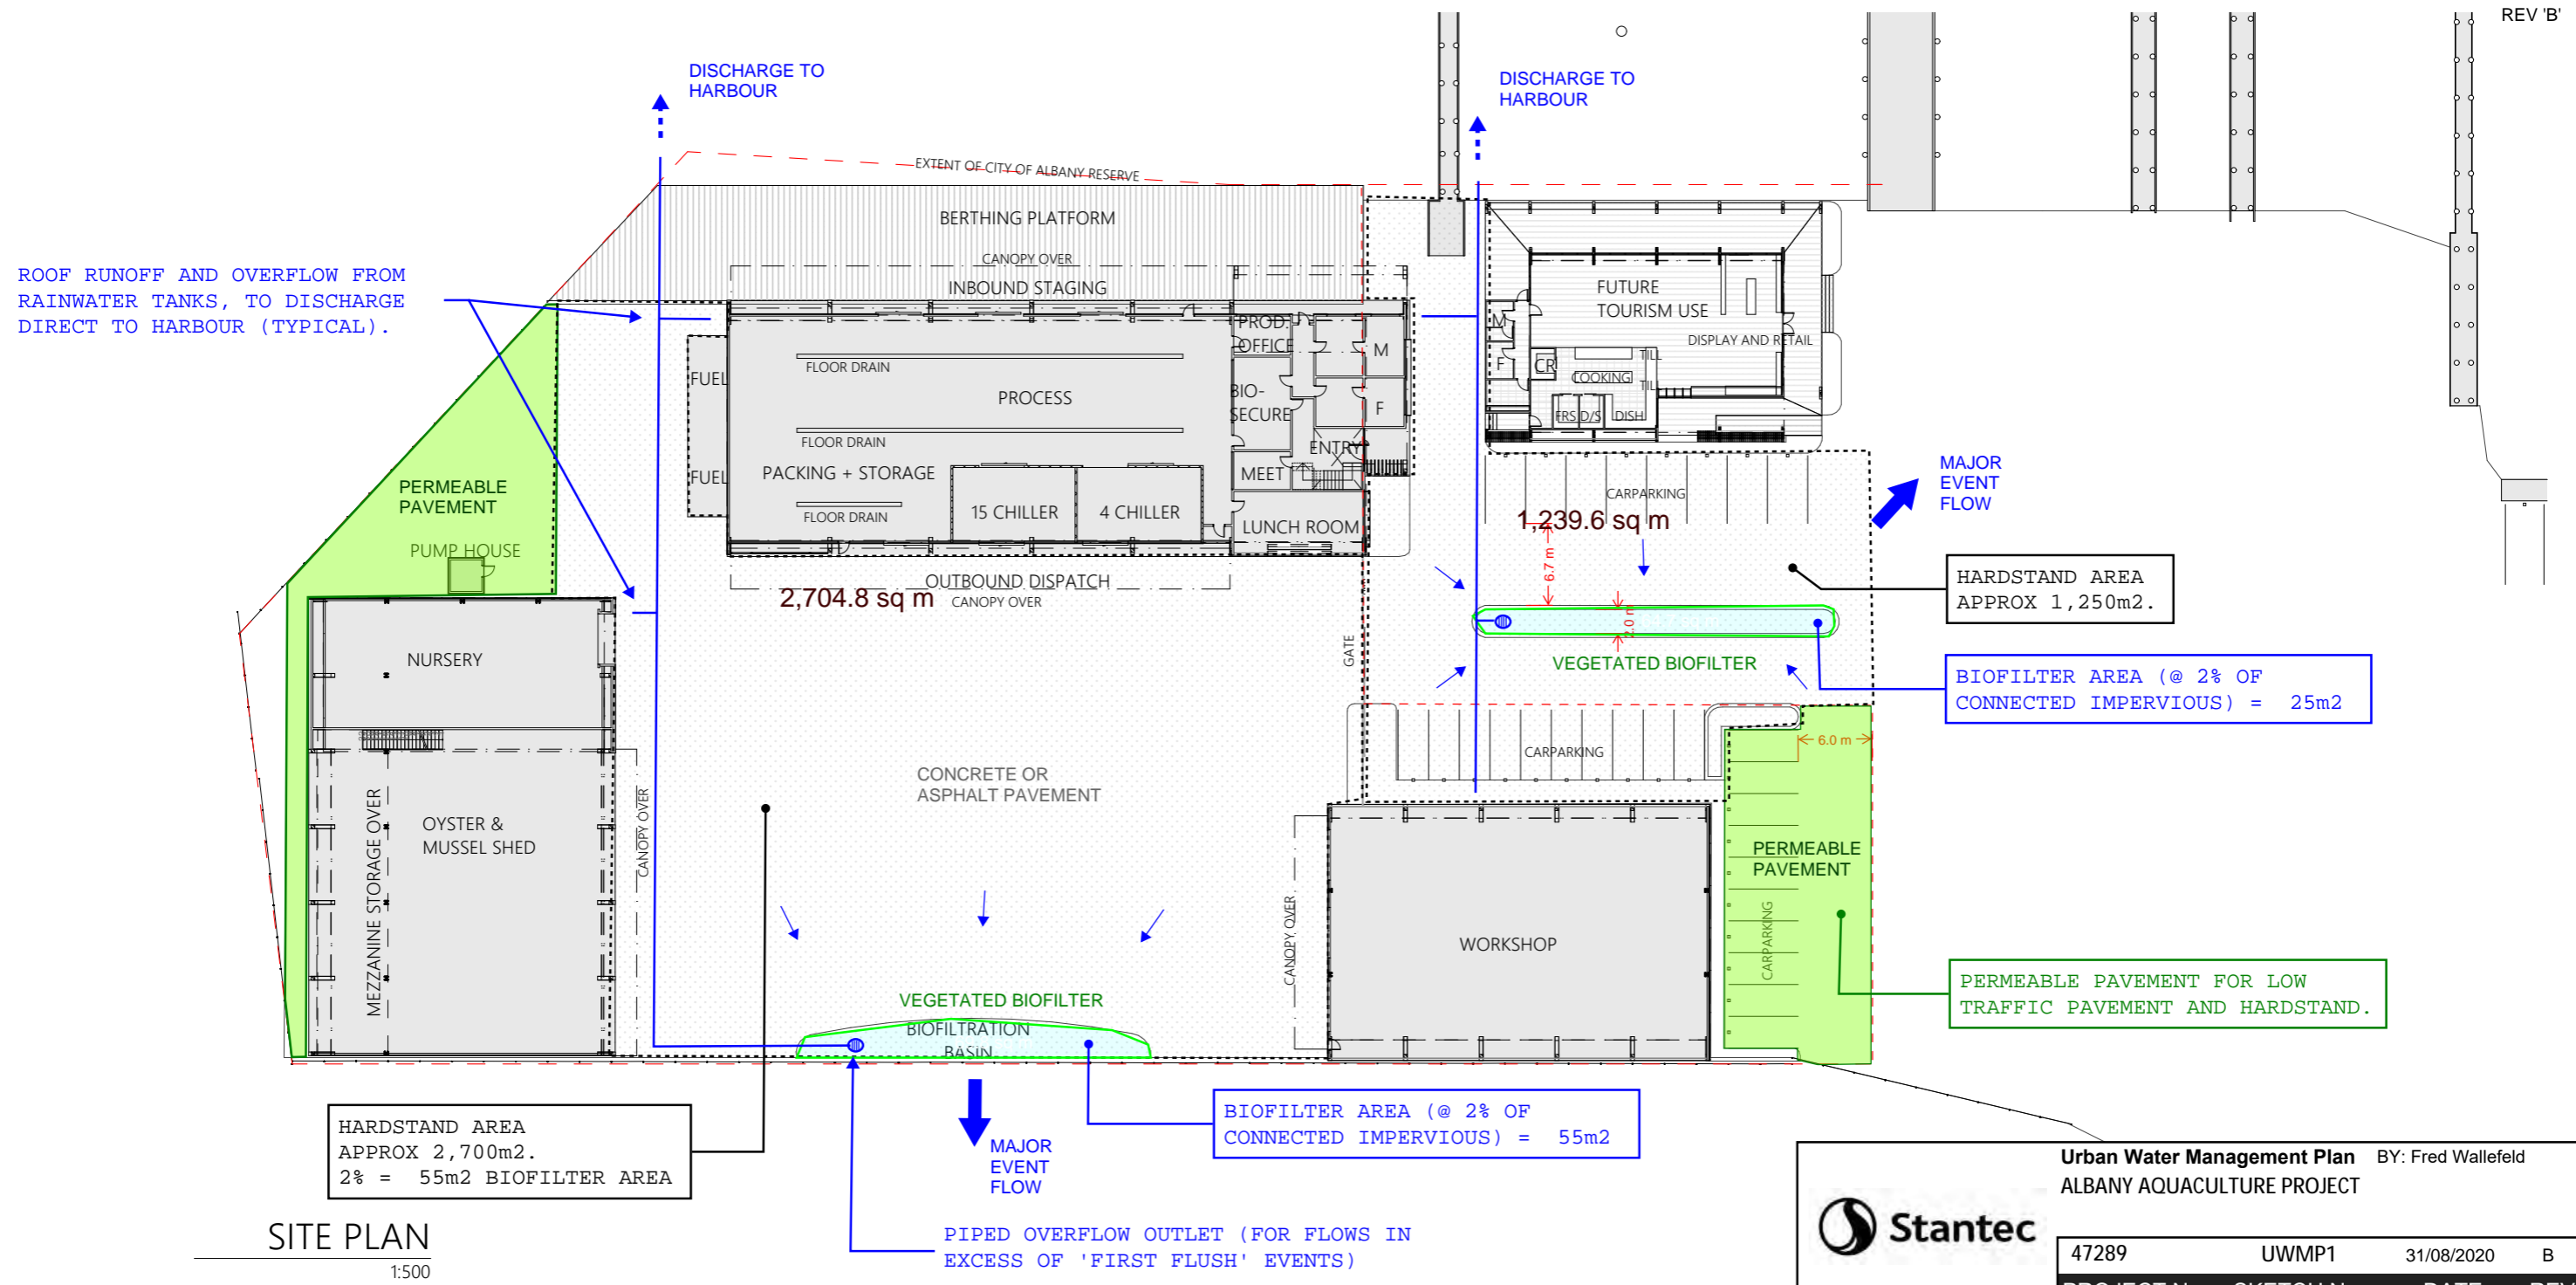 REV 'B'
DISCHARGE TO
HARBOUR
DISCHARGE TO
HARBOUR
EXTENT OF CITY OF ALBANY RESERVE
BERTHING PLATFORM
CANOPY OVER
INBOUND STAGING
ROOF RUNOFF AND OVERFLOW FROM
RAINWATER TANKS, TO DISCHARGE
DIRECT TO HARBOUR (TYPICAL).
FUEL
FUEL
FLOOR DRAIN
PROCESS
FLOOR DRAIN
PACKING + STORAGE
FLOOR DRAIN
15 CHILLER
4 CHILLER
PROD.
OFFICE
BIO-
SECURE
MEET
ENTRY
LUNCH ROOM
M
F
M
F
CR
FUTURE
TOURISM USE
DISPLAY AND RETAIL
TILL
COOKING
TILL
FRS
D/S
DISH
MAJOR
EVENT
FLOW
CARPARKING
1,239.6 sq m
6.7 m
HARDSTAND AREA
APPROX 1,250m2.
PERMEABLE
PAVEMENT
PUMP HOUSE
OUTBOUND DISPATCH
2,704.8 sq m
CANOPY OVER
2.0 m
GATE
VEGETATED BIOFILTER
BIOFILTER AREA (@ 2% OF
CONNECTED IMPERVIOUS) = 25m2
NURSERY
6.0 m
CARPARKING
CONCRETE OR
ASPHALT PAVEMENT
MEZZANINE STORAGE OVER
OYSTER &
MUSSEL SHED
CANOPY OVER
PERMEABLE
PAVEMENT
CARPARKING
CANOPY OVER
WORKSHOP
PERMEABLE PAVEMENT FOR LOW
TRAFFIC PAVEMENT AND HARDSTAND.
VEGETATED BIOFILTER
BIOFILTRATION
BASIN
HARDSTAND AREA
APPROX 2,700m2.
2% = 55m2 BIOFILTER AREA
MAJOR
EVENT
FLOW
BIOFILTER AREA (@ 2% OF
CONNECTED IMPERVIOUS) = 55m2
PIPED OVERFLOW OUTLET (FOR FLOWS IN
EXCESS OF 'FIRST FLUSH' EVENTS)
SITE PLAN
1:500
Urban Water Management Plan BY: Fred Wallefeld
ALBANY AQUACULTURE PROJECT
Stantec
47289 UWMP1 31/08/2020 B